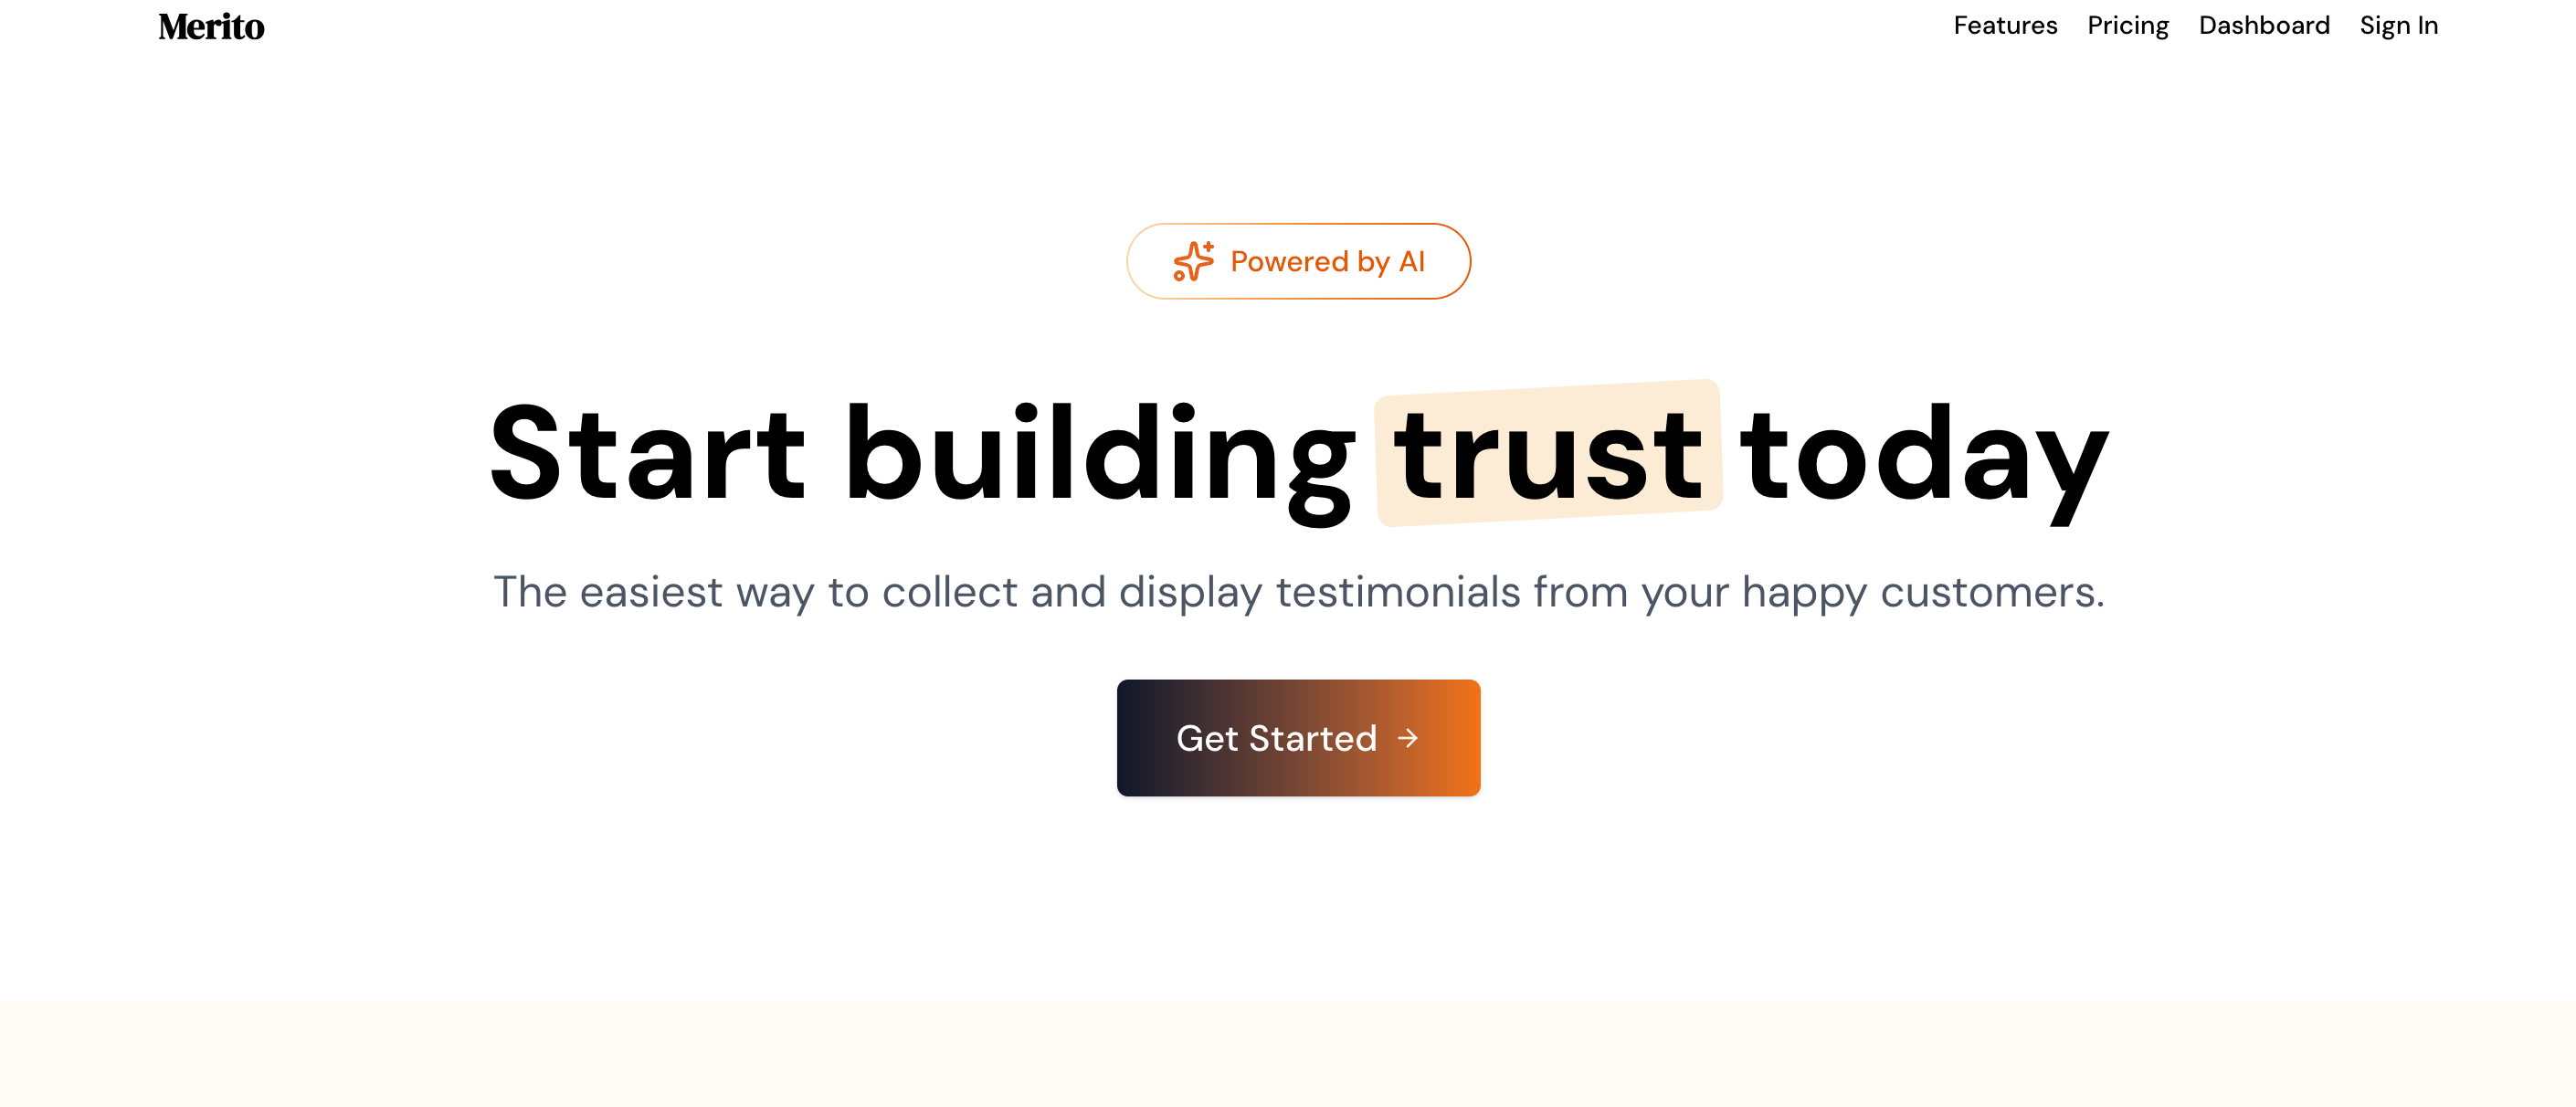 Merito
Features Pricing Dashboard Sign In
Powered by AI
Start building trust today
The easiest way to collect and display testimonials from your happy customers.
Get Started →